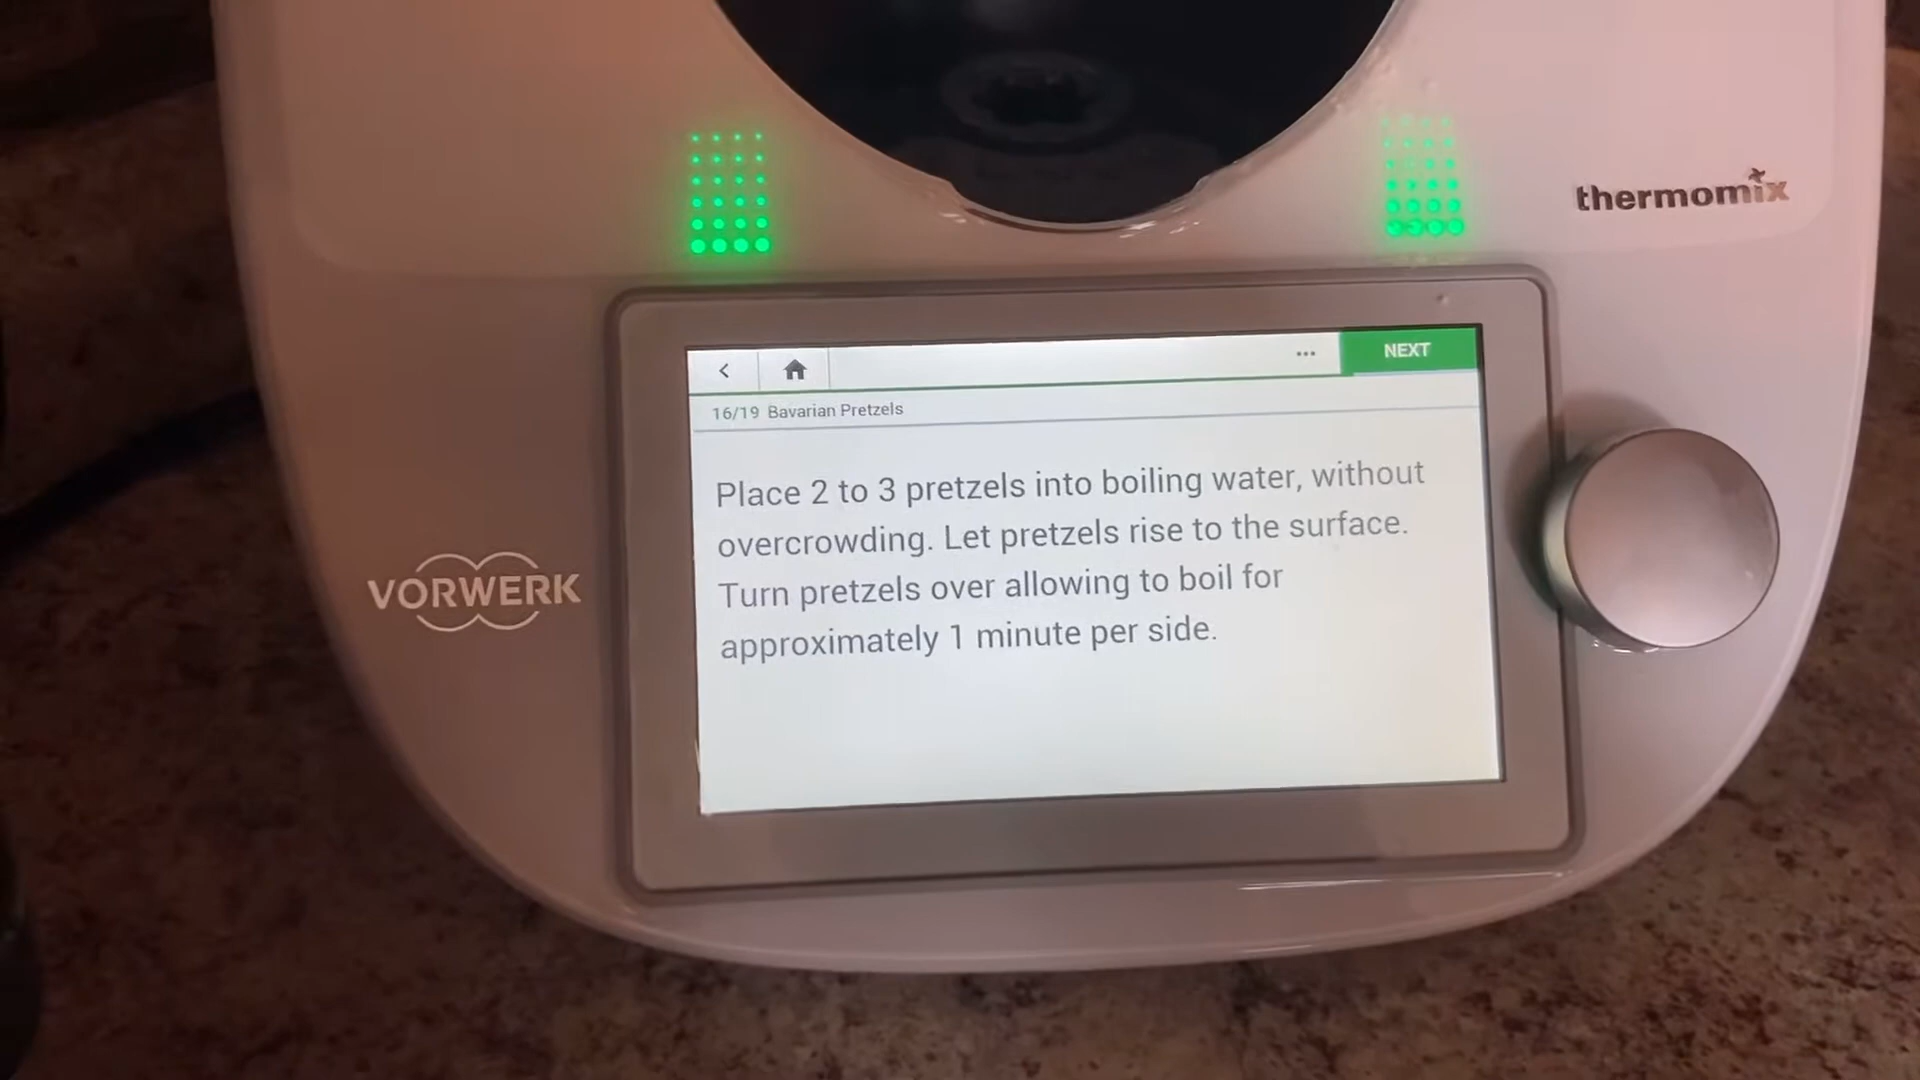 thermomix
NEXT
16/19 Bavarian Pretzels
Place 2 to 3 pretzels into boiling water, without
overcrowding. Let pretzels rise to the surface.
Turn pretzels over allowing to boil for
approximately 1 minute per side.
VORWERK